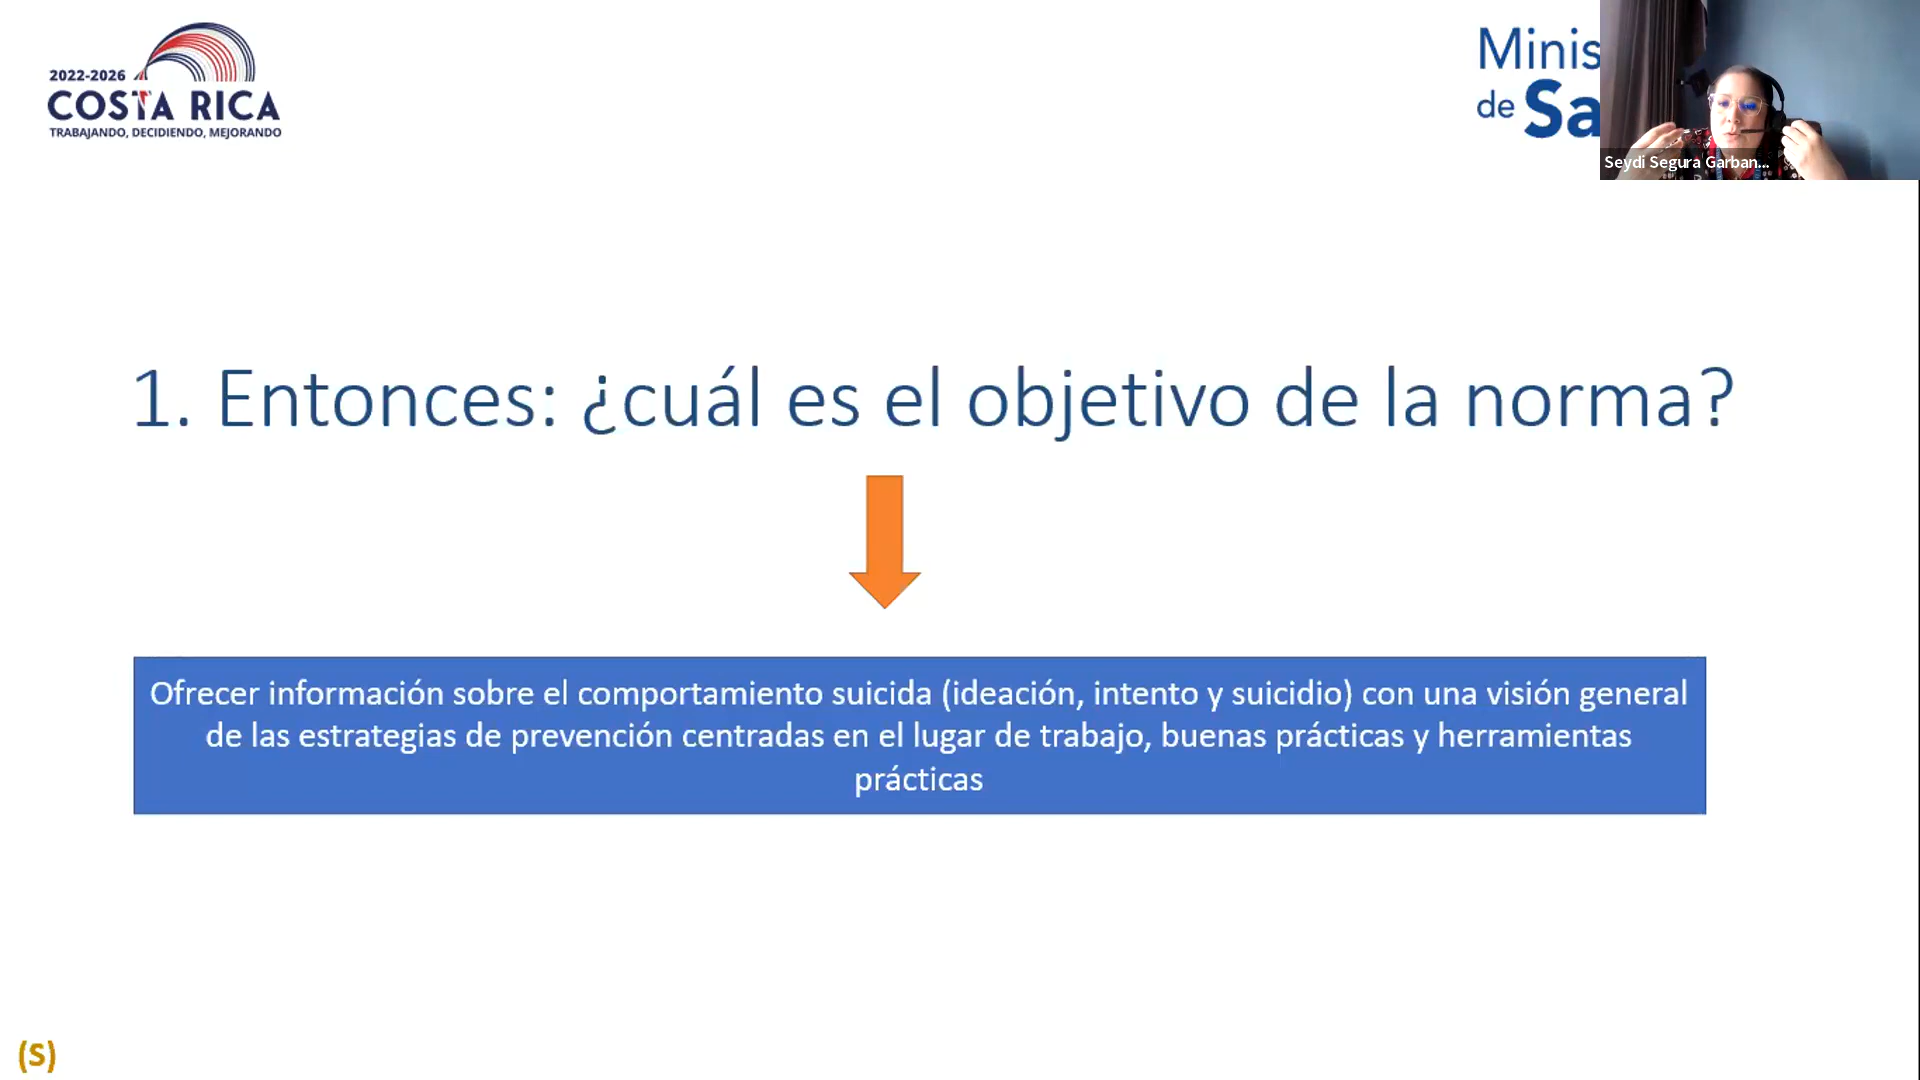 2022-2026
COSTA RICA
TRABAJANDO, DECIDIENDO, MEJORANDO
Minis
de Sa
Seydi Segura Garban...
1. Entonces: ¿cuál es el objetivo de la norma?
Ofrecer información sobre el comportamiento suicida (ideación, intento y suicidio) con una visión general
de las estrategias de prevención centradas en el lugar de trabajo, buenas prácticas y herramientas
prácticas
(S)